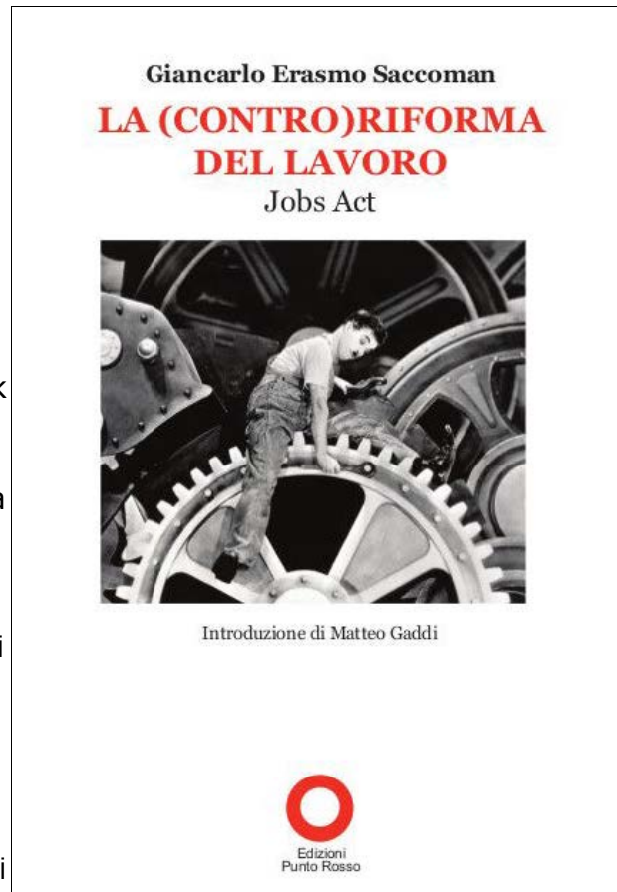 Giancarlo Erasmo Saccoman
LA (CONTRO)RIFORMA
DEL LAVORO
Jobs Act
Introduzione di Matteo Gaddi
Edizioni
Punto Rosso